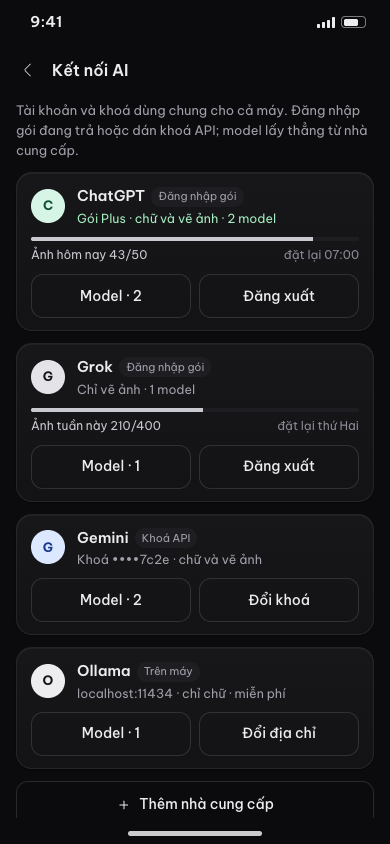 9:41
Kết nối AI
Tài khoản và khoá dùng chung cho cả máy. Đăng nhập
gói đang trả hoặc dán khoá API; model lấy thẳng từ nhà
cung cấp.
C
ChatGPT Đăng nhập gói
Gói Plus · chữ và vẽ ảnh · 2 model
Ảnh hôm nay 43/50 đặt lại 07:00
Model · 2 Đăng xuất
G
Grok Đăng nhập gói
Chỉ vẽ ảnh · 1 model
Ảnh tuần này 210/400 đặt lại thứ Hai
Model · 1 Đăng xuất
G
Gemini Khoá API
Khoá ••••7c2e · chữ và vẽ ảnh
Model · 2 Đổi khoá
O
Ollama Trên máy
localhost:11434 · chỉ chữ · miễn phí
Model · 1 Đổi địa chỉ
+ Thêm nhà cung cấp